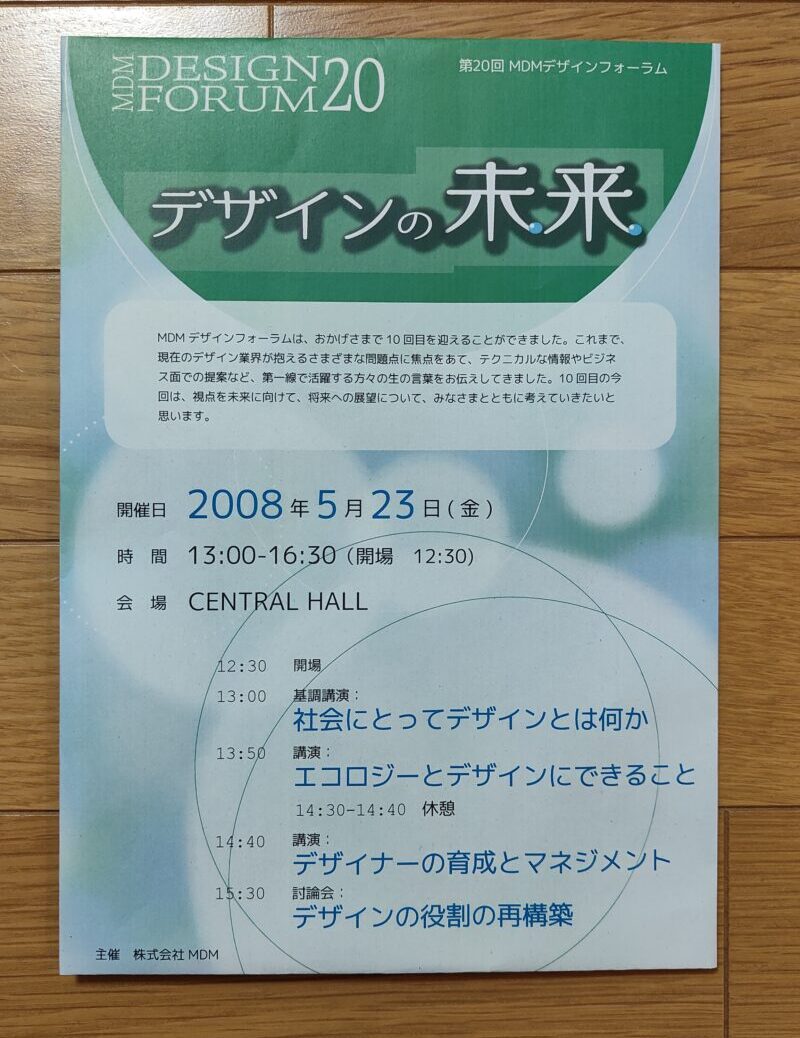 MDM DESIGN FORUM 20
第20回 MDMデザインフォーラム
デザインの未来
MDM デザインフォーラムは、おかげさまで 10 回目を迎えることができました。これまで、
現在のデザイン業界が抱えるさまざまな問題点に焦点をあて、テクニカルな情報やビジネ
ス面での提案など、第一線で活躍する方々の生の言葉をお伝えしてきました。10 回目の今
回は、視点を未来に向けて、将来への展望について、みなさまとともに考えていきたいと
思います。
開催日 2008 年 5 月 23 日 ( 金 )
時 間 13:00-16:30（開場 12:30)
会 場 CENTRAL HALL
12:30 開場
13:00 基調講演：
社会にとってデザインとは何か
13:50 講演：
エコロジーとデザインにできること
14:30-14:40 休憩
14:40 講演：
デザイナーの育成とマネジメント
15:30 討論会：
デザインの役割の再構築
主催 株式会社 MDM